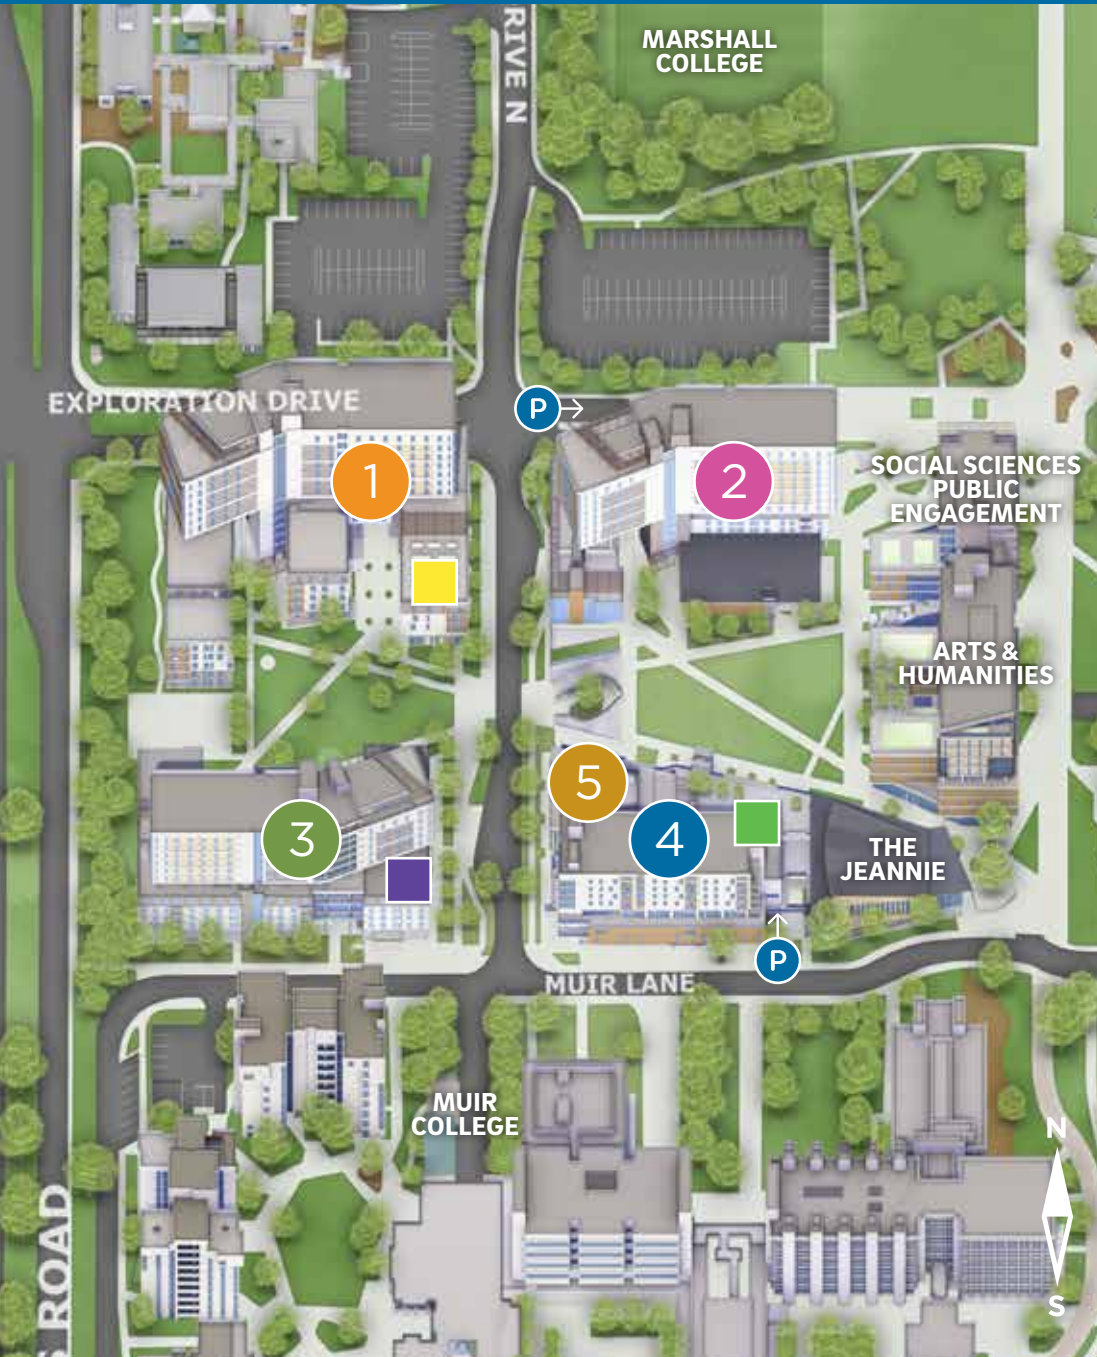 MARSHALL
COLLEGE
RIVE N
EXPLORATION DRIVE
P
1
2
SOCIAL SCIENCES
PUBLIC
ENGAGEMENT
ARTS &
HUMANITIES
5
3
4
THE
JEANNIE
P
MUIR LANE
MUIR
COLLEGE
N
S
S ROAD